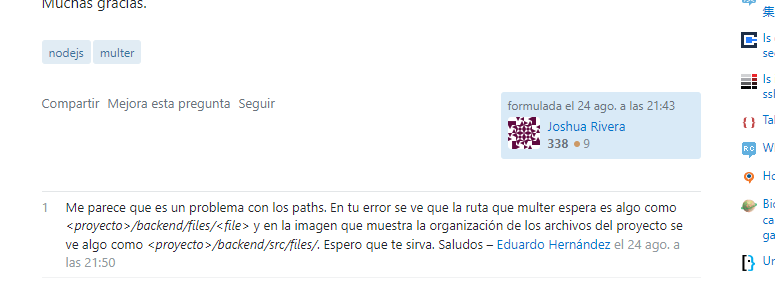 Muchas gracias.
nodejs multer
Compartir Mejora esta pregunta Seguir
formulada el 24 ago. a las 21:43
Joshua Rivera
338 9
1 Me parece que es un problema con los paths. En tu error se ve que la ruta que multer espera es algo como
<proyecto>/backend/files/<file> y en la imagen que muestra la organización de los archivos del proyecto se
ve algo como <proyecto>/backend/src/files/. Espero que te sirva. Saludos – Eduardo Hernández el 24 ago. a
las 21:50
集
Is
se
Is
ssl
Ta
RC W
Ho
Bio
ca
ga
Ur